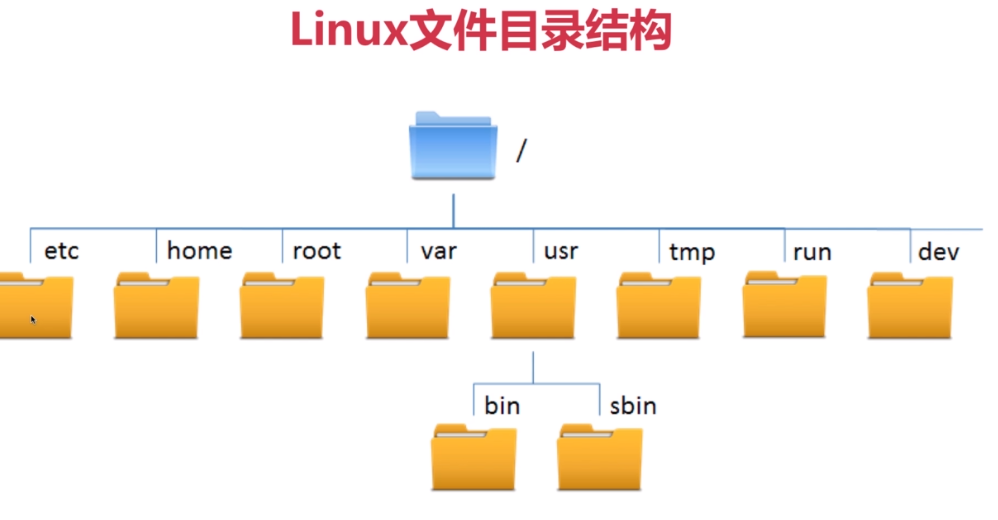 Linux文件目录结构
/
etc home root var usr tmp run dev
bin sbin